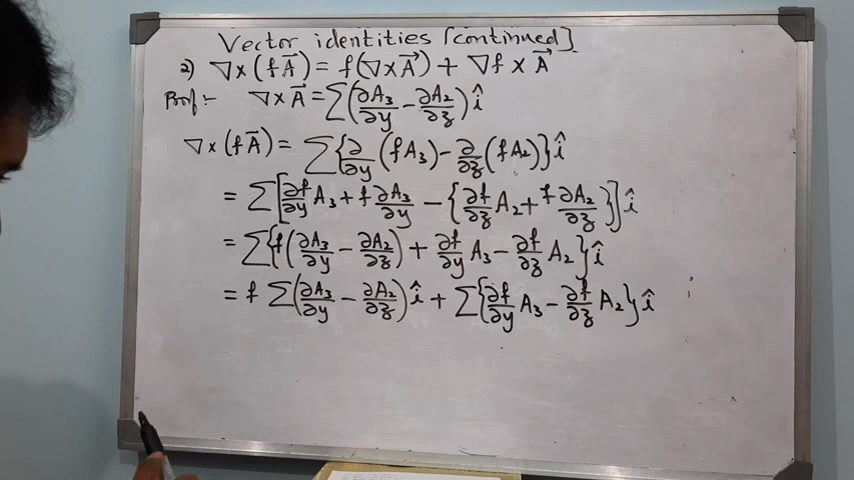 Vector identities [continued]
2) ∇×(fA⃗) = f(∇×A⃗) + ∇f × A⃗
Proof:- ∇×A⃗ = ∑(∂A₃/∂y − ∂A₂/∂z) î
∇×(fA⃗) = ∑{∂/∂y (fA₃) − ∂/∂z (fA₂)} î
= ∑[∂f/∂y A₃ + f ∂A₃/∂y − {∂f/∂z A₂ + f ∂A₂/∂z}] î
= ∑{f(∂A₃/∂y − ∂A₂/∂z) + ∂f/∂y A₃ − ∂f/∂z A₂} î
= f ∑(∂A₃/∂y − ∂A₂/∂z) î + ∑{∂f/∂y A₃ − ∂f/∂z A₂} î